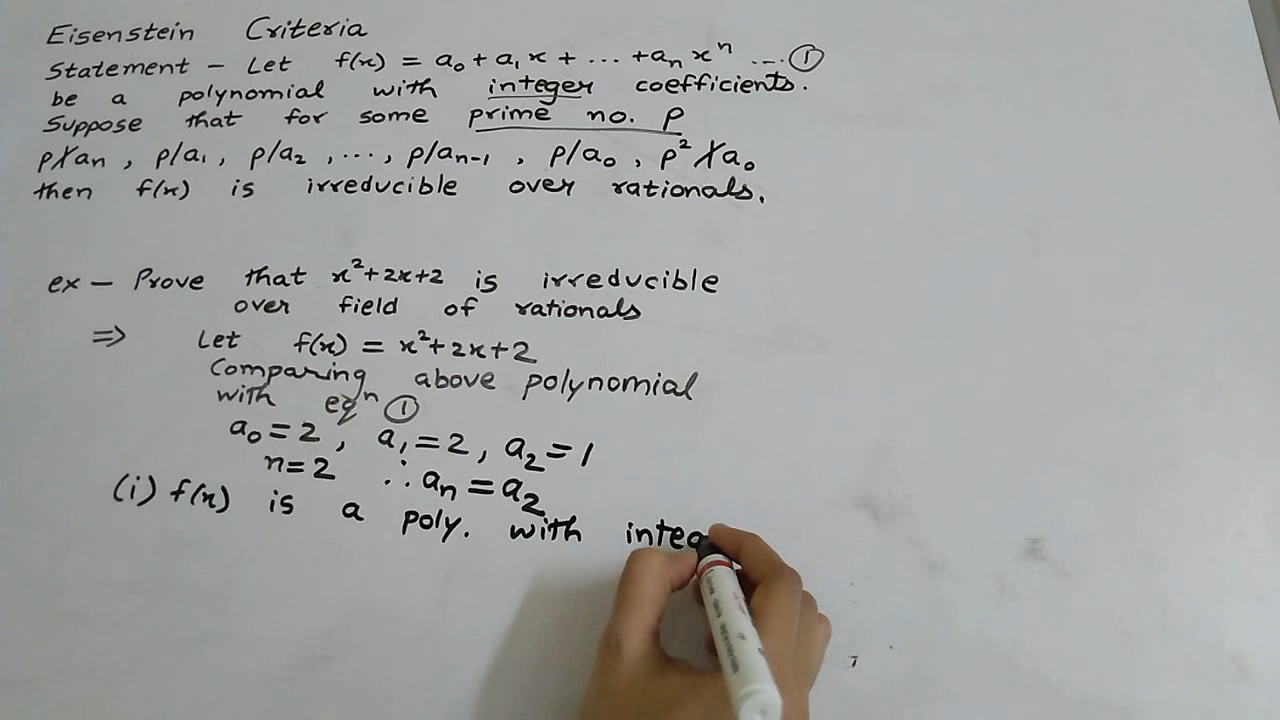 Eisenstein Criteria
Statement - Let f(x) = a₀ + a₁x + ... + aₙxⁿ ... ①
be a polynomial with integer coefficients.
Suppose that for some prime no. p
p∤aₙ, p/a₁, p/a₂, ..., p/aₙ₋₁, p/a₀, p²∤a₀
then f(x) is irreducible over rationals.
ex - Prove that x²+2x+2 is irreducible
over field of rationals
⇒ Let f(x) = x²+2x+2
Comparing above polynomial
with eqⁿ ①
a₀=2, a₁=2, a₂=1
n=2 ∴ aₙ=a₂
(i) f(x) is a poly. with integ